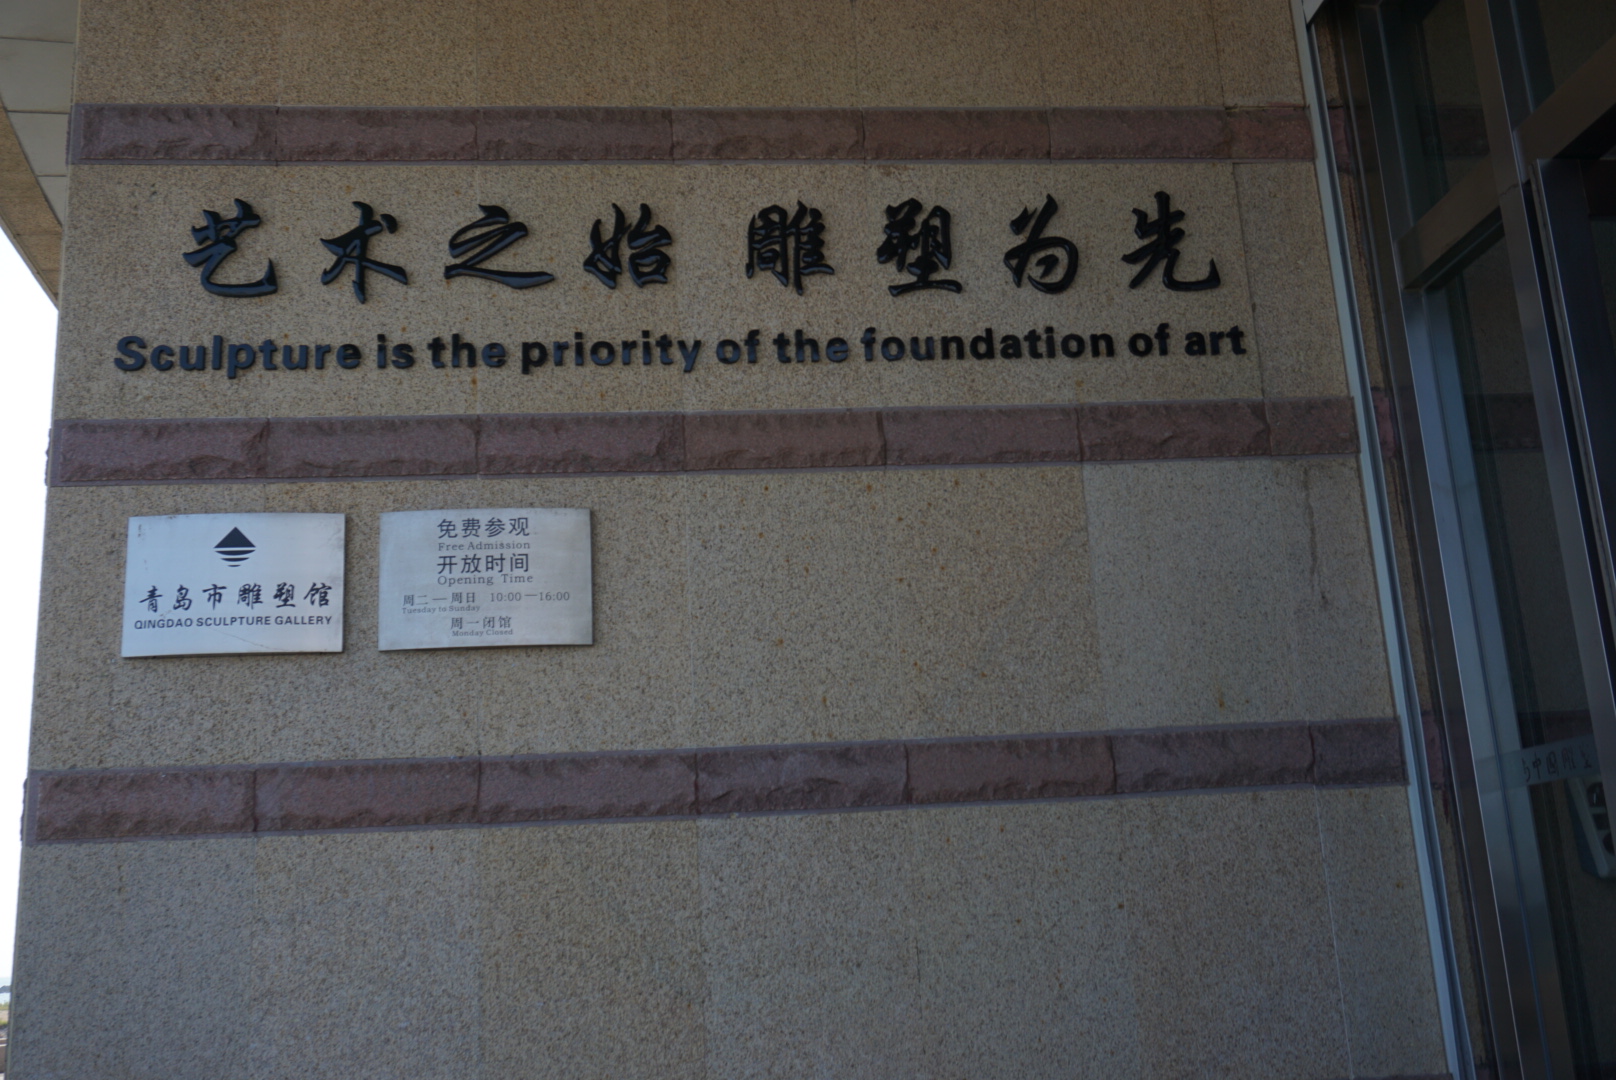 艺术之始 雕塑为先
Sculpture is the priority of the foundation of art
青岛市雕塑馆
QINGDAO SCULPTURE GALLERY
免费参观
Free Admission
开放时间
Opening Time
周二—周日 10:00—16:00
Tuesday to Sunday
周一闭馆
Monday Closed